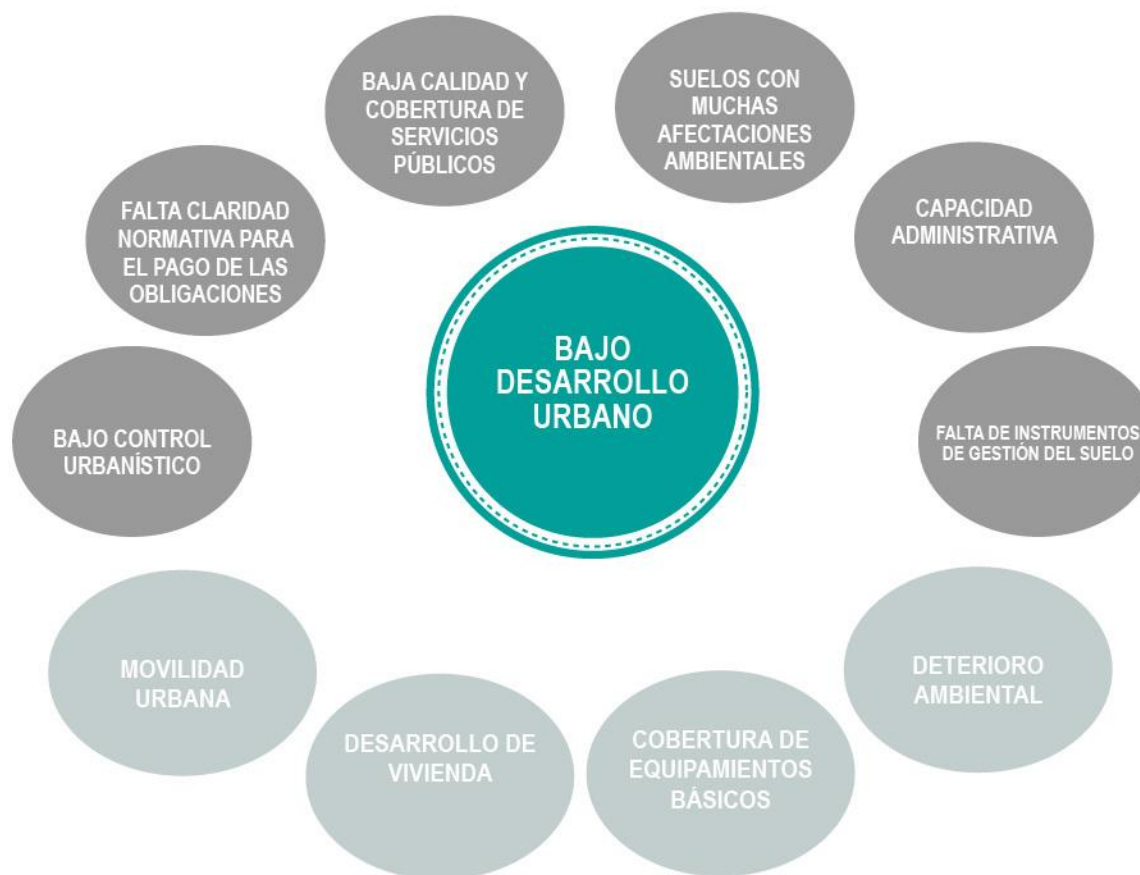 BAJA CALIDAD Y
COBERTURA DE
SERVICIOS
PÚBLICOS
SUELOS CON
MUCHAS
AFECTACIONES
AMBIENTALES
FALTA CLARIDAD
NORMATIVA PARA
EL PAGO DE LAS
OBLIGACIONES
CAPACIDAD
ADMINISTRATIVA
BAJO
DESARROLLO
URBANO
BAJO CONTROL
URBANÍSTICO
FALTA DE INSTRUMENTOS
DE GESTIÓN DEL SUELO
MOVILIDAD
URBANA
DETERIORO
AMBIENTAL
DESARROLLO DE
VIVIENDA
COBERTURA DE
EQUIPAMIENTOS
BÁSICOS